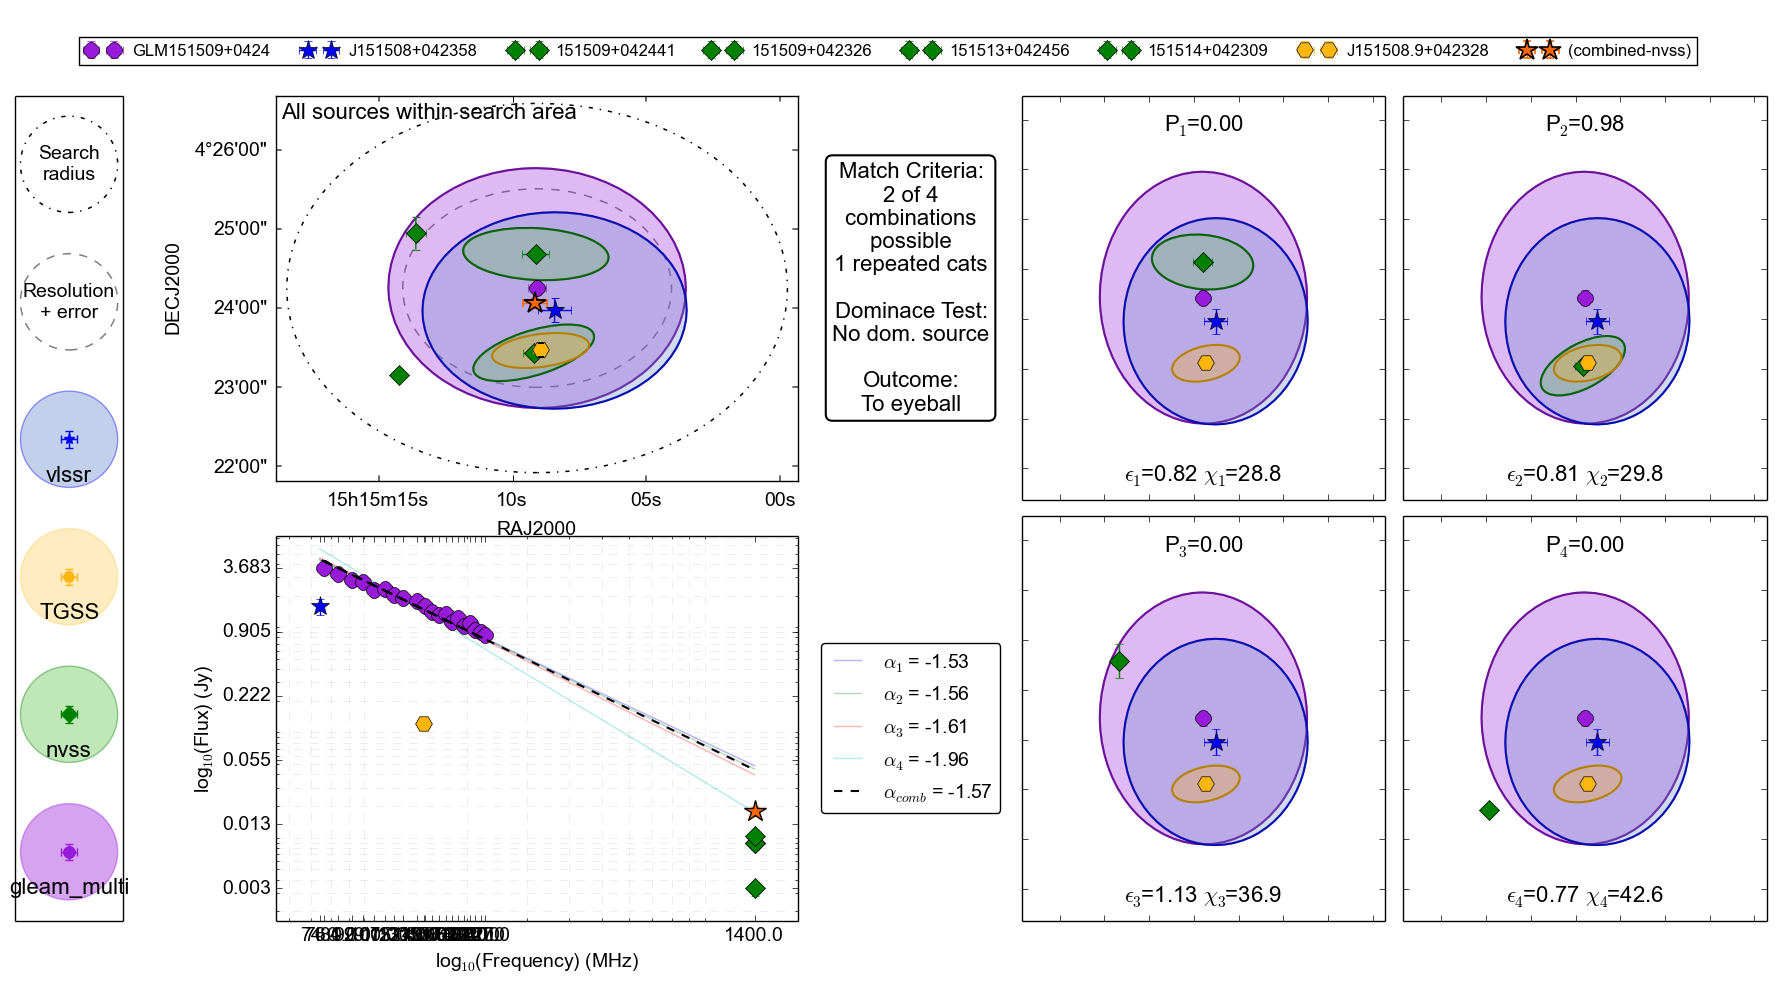 GLM151509+0424 J151508+042358 151509+042441 151509+042326 151513+042456 151514+042309 J151508.9+042328 (combined-nvss)
Search
radius
Resolution
+ error
vlssr
TGSS
nvss
gleam_multi
All sources within search area
4°26'00"
25'00"
24'00"
23'00"
22'00"
DECJ2000
15h15m15s 10s 05s 00s
RAJ2000
Match Criteria:
2 of 4
combinations
possible
1 repeated cats
Dominace Test:
No dom. source
Outcome:
To eyeball
P₁=0.00
ϵ₁=0.82 χ₁=28.8
P₂=0.98
ϵ₂=0.81 χ₂=29.8
3.683
0.905
0.222
0.055
0.013
0.003
log₁₀(Flux) (Jy)
1400.0
log₁₀(Frequency) (MHz)
α₁ = -1.53
α₂ = -1.56
α₃ = -1.61
α₄ = -1.96
α_comb = -1.57
P₃=0.00
ϵ₃=1.13 χ₃=36.9
P₄=0.00
ϵ₄=0.77 χ₄=42.6